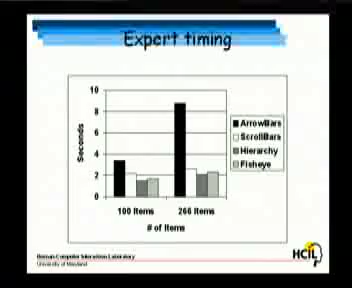 Expert timing
10
8
6
4
2
0
Seconds
100 Items
266 Items
# of Items
ArrowBars
ScrollBars
Hierarchy
Fisheye
Human-Computer Interaction Laboratory
University of Maryland
HCIL